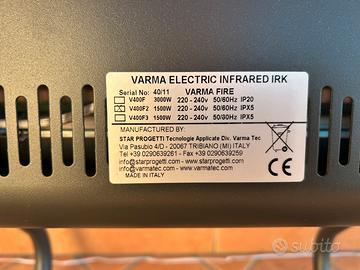 VARMA ELECTRIC INFRARED IRK
Serial No: 40/11 VARMA FIRE
V400F 3000W 220 - 240v 50/60Hz IP20
V400F2 1500W 220 - 240v 50/60Hz IPX5
V400F3 1500W 220 - 240v 50/60Hz IPX5
MANUFACTURED BY
STAR PROGETTI Tecnologie Applicate Div. Varma Tec
Via Pasubio 4/D - 20067 TRIBIANO (MI) ITALY
Tel +39 0290639261 Fax +39 0290639259
info@starprogetti.com - www.starprogetti.com
info@varmatec.com - www.varmatec.com
MADE IN ITALY
CE
subito